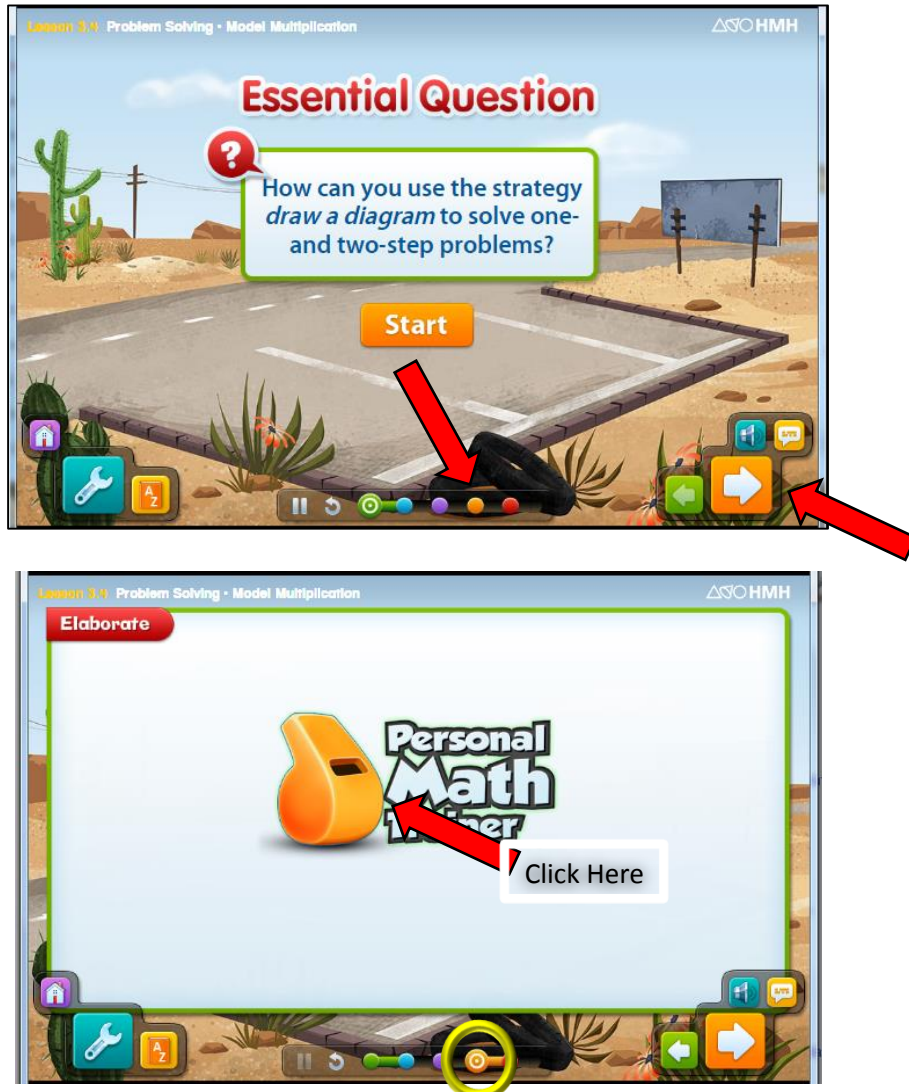 Lesson 3.4 Problem Solving • Model Multiplication
HMH
Essential Question
?
How can you use the strategy
draw a diagram to solve one-
and two-step problems?
Start
A
Z
Lesson 3.4 Problem Solving • Model Multiplication
HMH
Elaborate
Personal
Math
Trainer
Click Here
A
Z